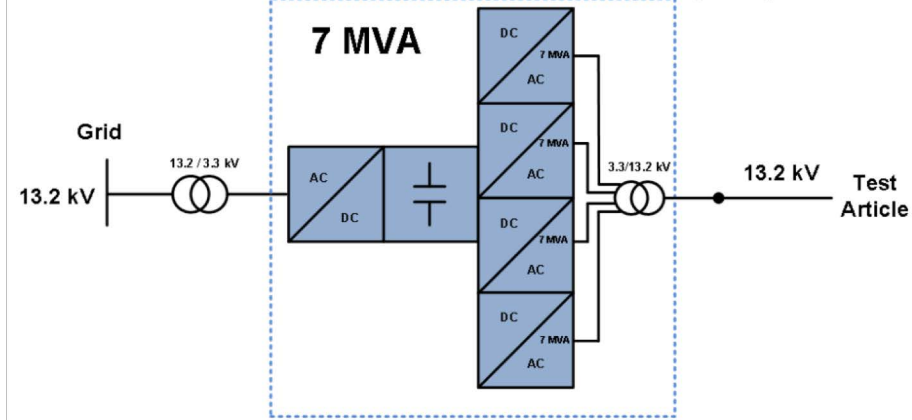 7 MVA
Grid
13.2 kV
13.2 / 3.3 kV
AC
DC
DC
7 MVA
AC
DC
7 MVA
AC
DC
7 MVA
AC
DC
7 MVA
AC
3.3/13.2 kV
13.2 kV
Test
Article